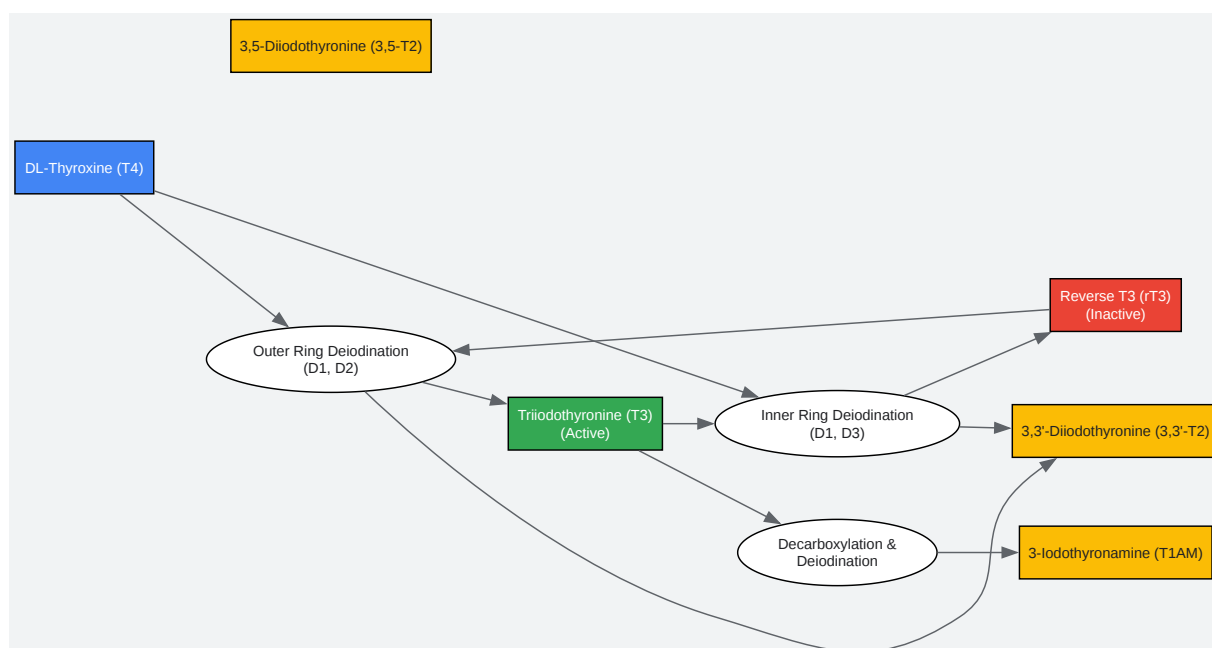 3,5-Diiodothyronine (3,5-T2)
DL-Thyroxine (T4)
Reverse T3 (rT3)
(Inactive)
Outer Ring Deiodination
(D1, D2)
Triiodothyronine (T3)
(Active)
Inner Ring Deiodination
(D1, D3)
3,3'-Diiodothyronine (3,3'-T2)
Decarboxylation &
Deiodination
3-Iodothyronamine (T1AM)